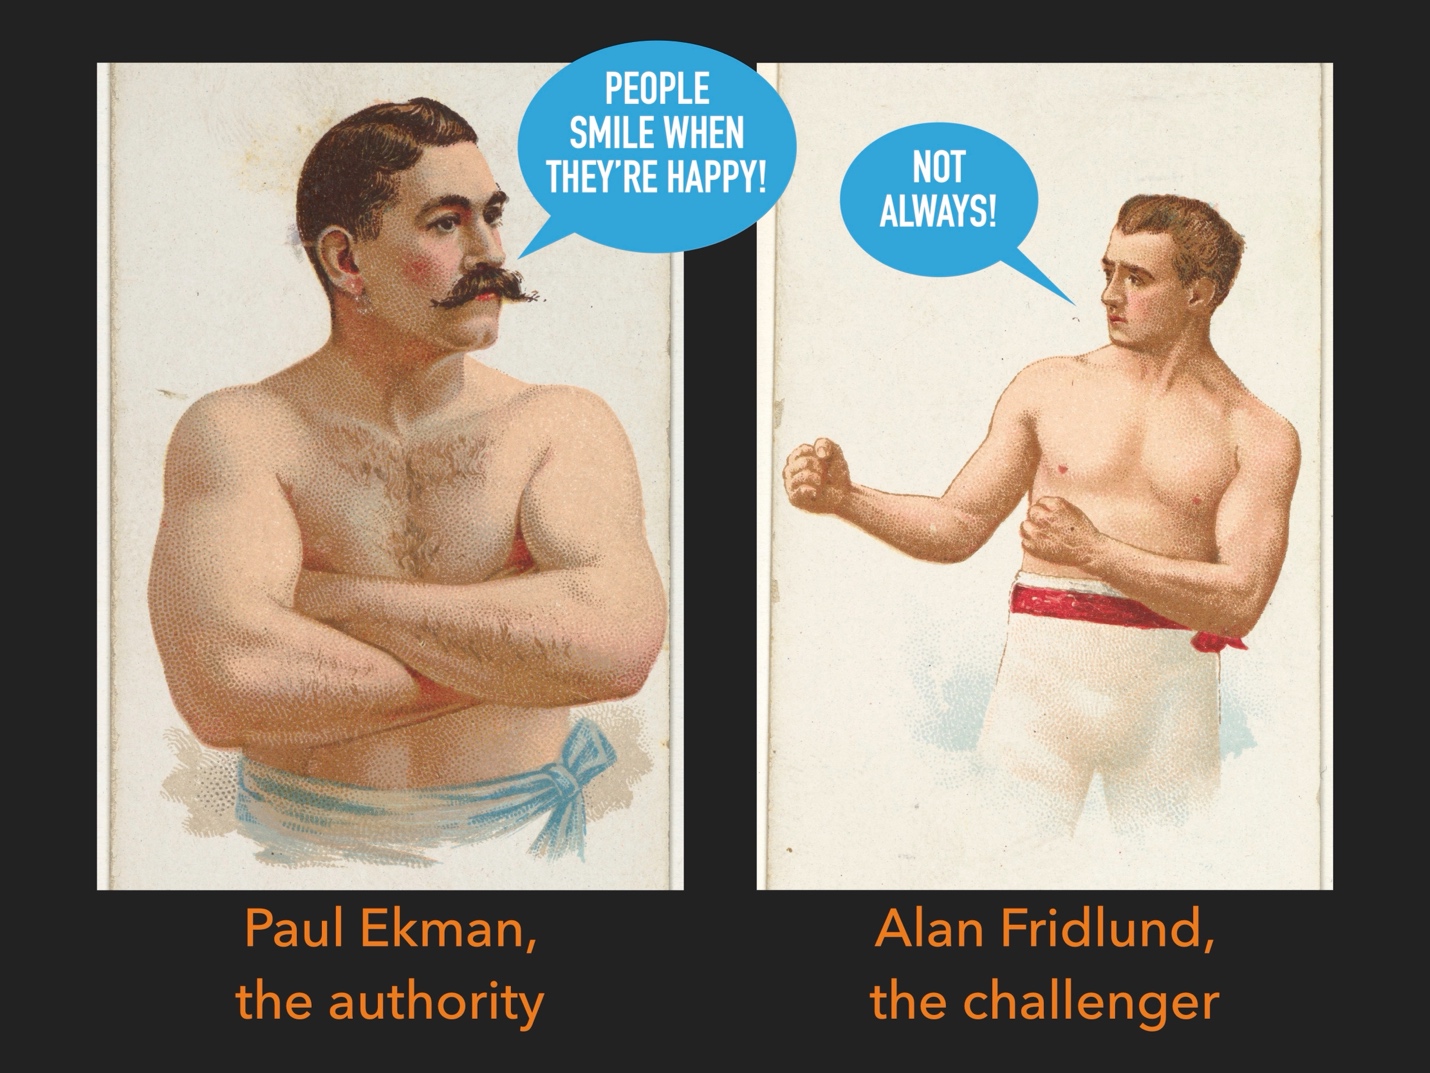 PEOPLE
SMILE WHEN
THEY'RE HAPPY!
NOT
ALWAYS!
Paul Ekman,
the authority
Alan Fridlund,
the challenger